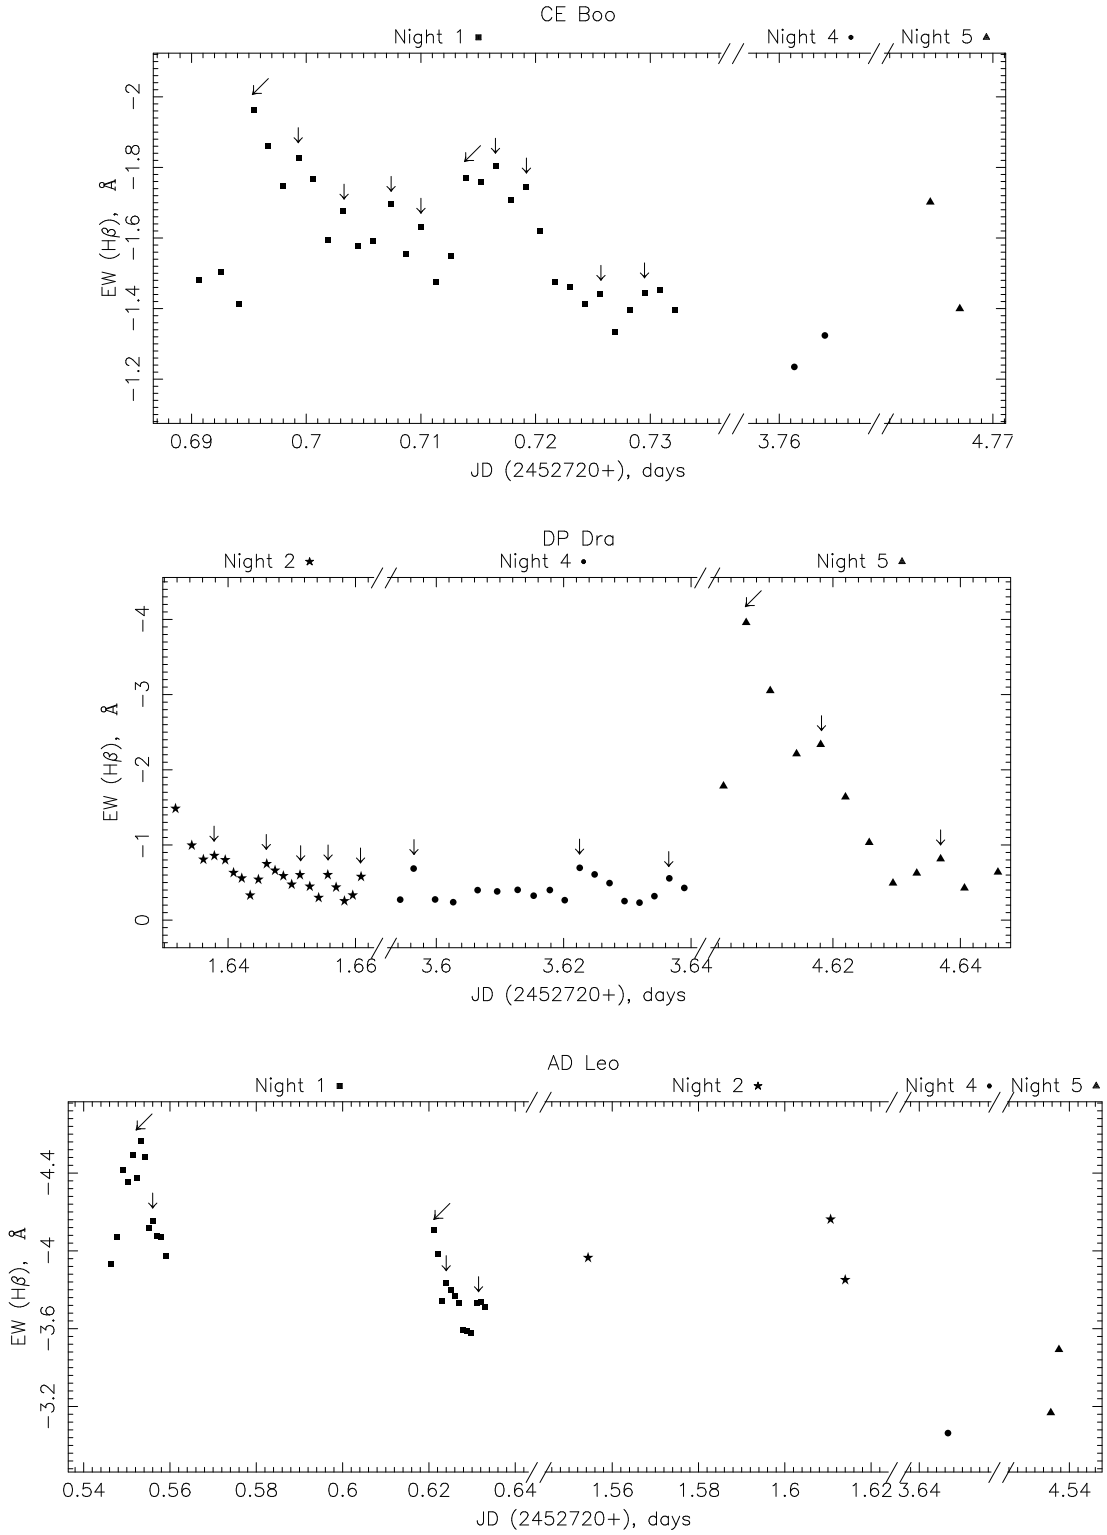 CE Boo
Night 1 Night 4 Night 5
EW (Hβ), Å
−2
−1.8
−1.6
−1.4
−1.2
0.69 0.7 0.71 0.72 0.73 3.76 4.77
JD (2452720+), days
DP Dra
Night 2 Night 4 Night 5
EW (Hβ), Å
−4
−3
−2
−1
0
1.64 1.66 3.6 3.62 3.64 4.62 4.64
JD (2452720+), days
AD Leo
Night 1 Night 2 Night 4 Night 5
EW (Hβ), Å
−4.4
−4
−3.6
−3.2
0.54 0.56 0.58 0.6 0.62 0.64 1.56 1.58 1.6 1.62 3.64 4.54
JD (2452720+), days